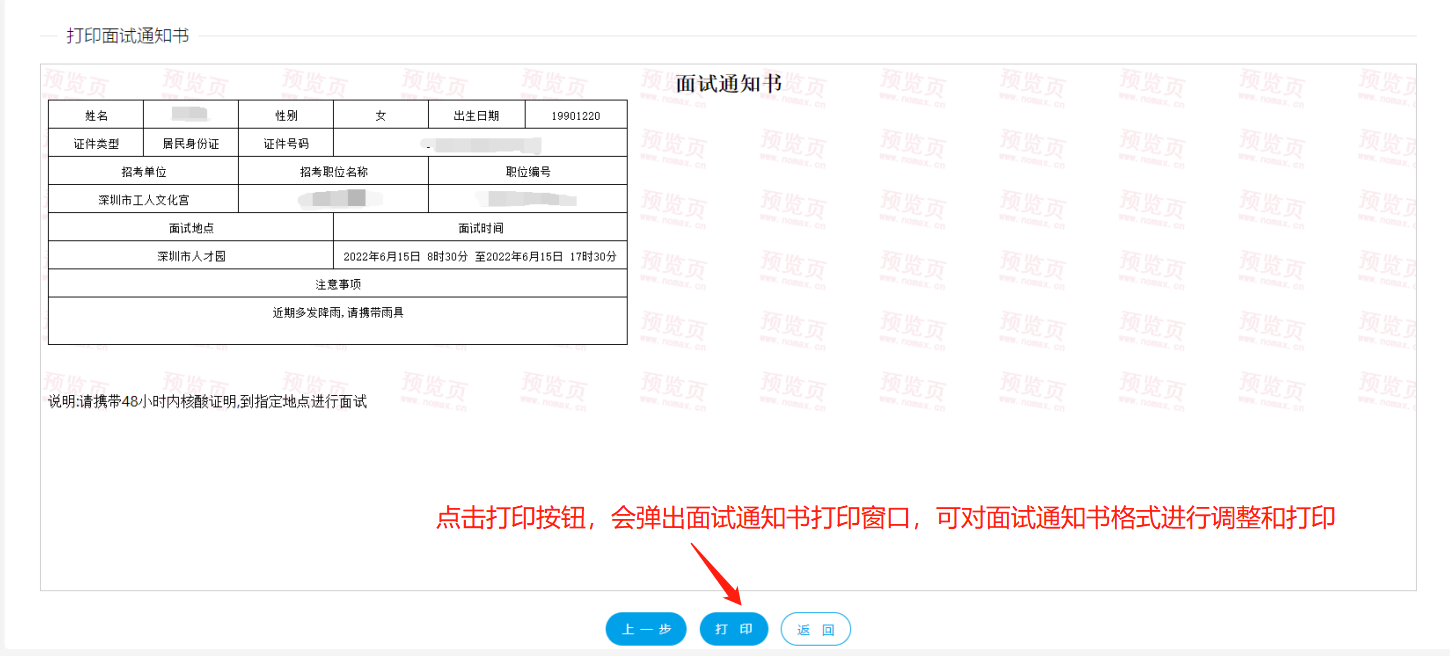 打印面试通知书
面试通知书
姓名 性别 女 出生日期 19901220
证件类型 居民身份证 证件号码
招考单位 招考职位名称 职位编号
深圳市工人文化宫
面试地点 面试时间
深圳市人才园 2022年6月15日 8时30分 至2022年6月15日 17时30分
注意事项
近期多发降雨,请携带雨具
说明:请携带48小时内核酸证明,到指定地点进行面试
点击打印按钮，会弹出面试通知书打印窗口，可对面试通知书格式进行调整和打印
上一步 打 印 返 回
预览页